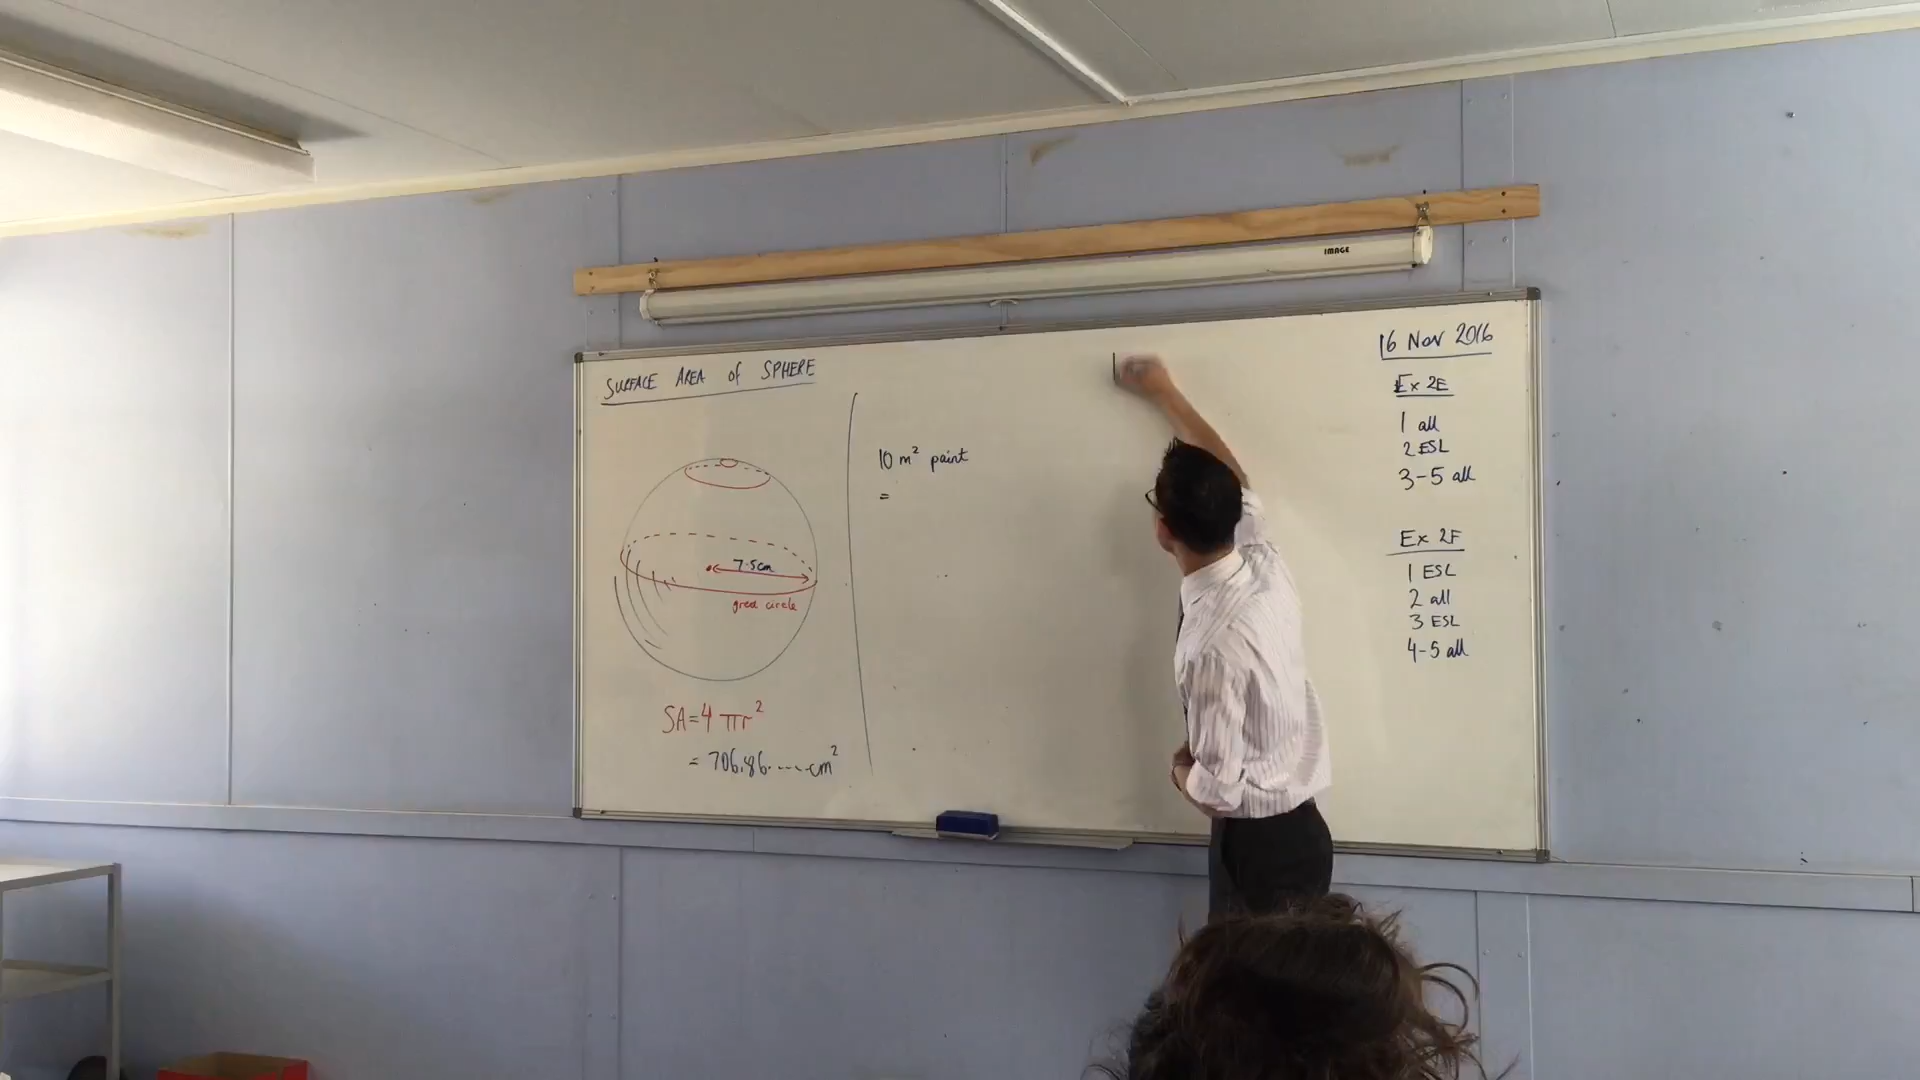 IMAGE
SURFACE AREA of SPHERE
7.5cm
great circle
SA=4πr²
= 706.86.....cm²
10 m² paint
=
16 Nov 2016
Ex 2E
1 all
2 ESL
3-5 all
Ex 2F
1 ESL
2 all
3 ESL
4-5 all